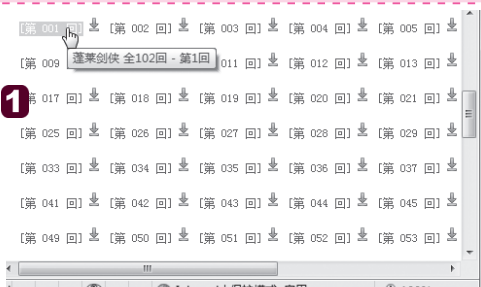 [第 001 回] [第 002 回] [第 003 回] [第 004 回] [第 005 回]
蓬莱剑侠 全102回 - 第1回
[第 009 011 回] [第 012 回] [第 013 回]
1
[第 017 回] [第 018 回] [第 019 回] [第 020 回] [第 021 回]
[第 025 回] [第 026 回] [第 027 回] [第 028 回] [第 029 回]
[第 033 回] [第 034 回] [第 035 回] [第 036 回] [第 037 回]
[第 041 回] [第 042 回] [第 043 回] [第 044 回] [第 045 回]
[第 049 回] [第 050 回] [第 051 回] [第 052 回] [第 053 回]